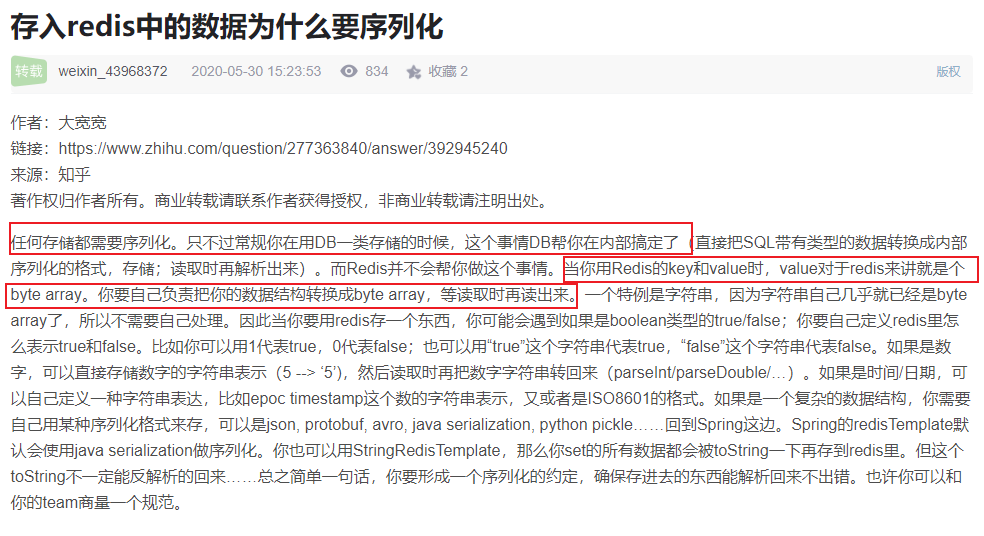 存入redis中的数据为什么要序列化
转载 weixin_43968372 2020-05-30 15:23:53 834 收藏 2 版权
作者：大宽宽
链接：https://www.zhihu.com/question/277363840/answer/392945240
来源：知乎
著作权归作者所有。商业转载请联系作者获得授权，非商业转载请注明出处。
任何存储都需要序列化。只不过常规你在用DB一类存储的时候，这个事情DB帮你在内部搞定了（直接把SQL带有类型的数据转换成内部
序列化的格式，存储；读取时再解析出来）。而Redis并不会帮你做这个事情。当你用Redis的key和value时，value对于redis来讲就是个
byte array。你要自己负责把你的数据结构转换成byte array，等读取时再读出来。一个特例是字符串，因为字符串自己几乎就已经是byte
array了，所以不需要自己处理。因此当你要用redis存一个东西，你可能会遇到如果是boolean类型的true/false；你要自己定义redis里怎
么表示true和false。比如你可以用1代表true，0代表false；也可以用“true”这个字符串代表true，“false”这个字符串代表false。如果是数
字，可以直接存储数字的字符串表示（5 --> ‘5’)，然后读取时再把数字字符串转回来（parseInt/parseDouble/…）。如果是时间/日期，可
以自己定义一种字符串表达，比如epoc timestamp这个数的字符串表示，又或者是ISO8601的格式。如果是一个复杂的数据结构，你需要
自己用某种序列化格式来存，可以是json, protobuf, avro, java serialization, python pickle……回到Spring这边。Spring的redisTemplate默
认会使用java serialization做序列化。你也可以用StringRedisTemplate，那么你set的所有数据都会被toString一下再存到redis里。但这个
toString不一定能反解析的回来……总之简单一句话，你要形成一个序列化的约定，确保存进去的东西能解析回来不出错。也许你可以和
你的team商量一个规范。